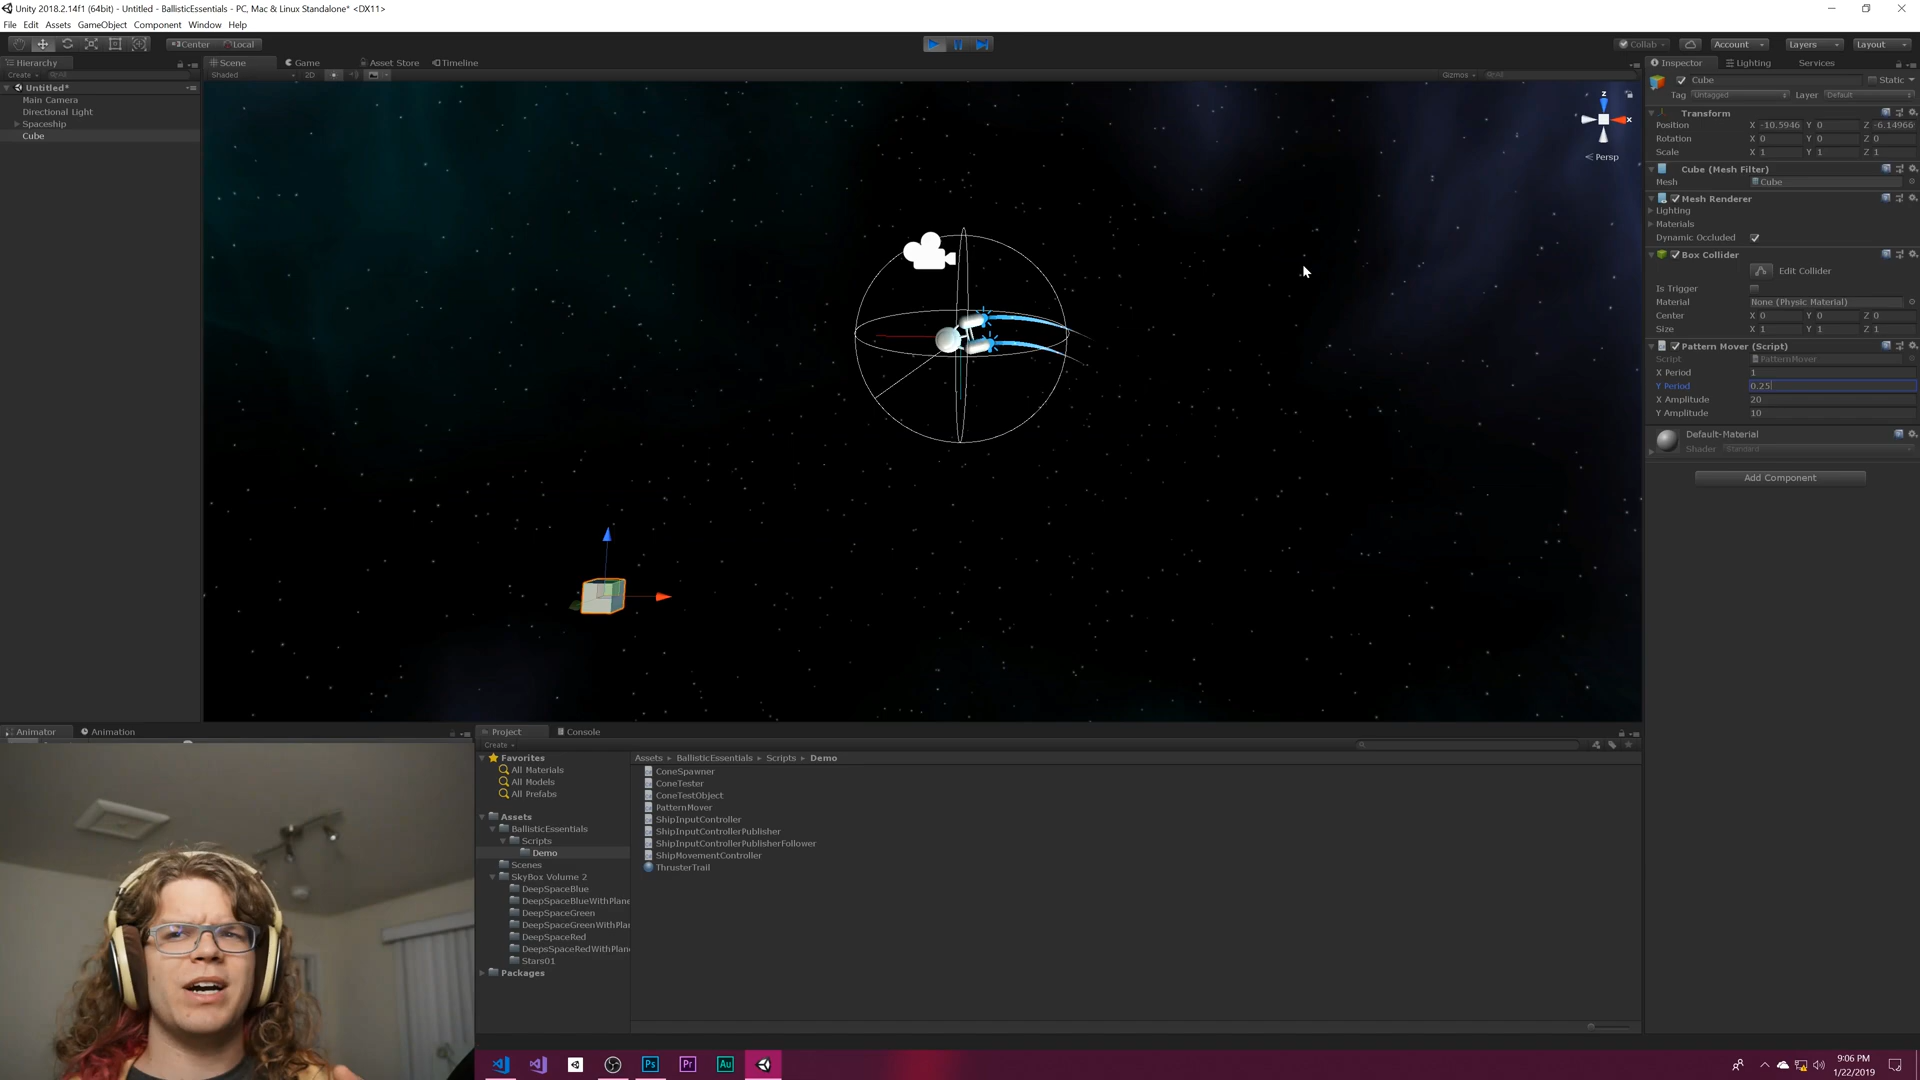 Unity 2018.2.14f1 (64bit) - Untitled - BallisticEssentials - PC, Mac & Linux Standalone* <DX11>
File Edit Assets GameObject Component Window Help
Center Local
Collab Account Layers Layout
Hierarchy
Create
All
Untitled*
Main Camera
Directional Light
Spaceship
Cube
Scene Game Asset Store Timeline
Shaded 2D Gizmos All
z
x
Persp
Inspector Lighting Services
Cube Static
Tag Untagged Layer Default
Transform
Position X -10.5946 Y 0 Z -6.14966
Rotation X 0 Y 0 Z 0
Scale X 1 Y 1 Z 1
Cube (Mesh Filter)
Mesh Cube
Mesh Renderer
Lighting
Materials
Dynamic Occluded
Box Collider
Edit Collider
Is Trigger
Material None (Physic Material)
Center X 0 Y 0 Z 0
Size X 1 Y 1 Z 1
Pattern Mover (Script)
Script PatternMover
X Period 1
Y Period 0.25
X Amplitude 20
Y Amplitude 10
Default-Material
Shader Standard
Add Component
Animator Animation
Project Console
Create
Favorites
All Materials
All Models
All Prefabs
Assets
BallisticEssentials
Scripts
Demo
Scenes
SkyBox Volume 2
DeepSpaceBlue
DeepSpaceBlueWithPlane
DeepSpaceGreen
DeepSpaceGreenWithPlan
DeepSpaceRed
DeepsSpaceRedWithPlane
Stars01
Packages
Assets BallisticEssentials Scripts Demo
ConeSpawner
ConeTester
ConeTestObject
PatternMover
ShipInputController
ShipInputControllerPublisher
ShipInputControllerPublisherFollower
ShipMovementController
ThrusterTrail
Ps Pr Au
9:06 PM
1/22/2019